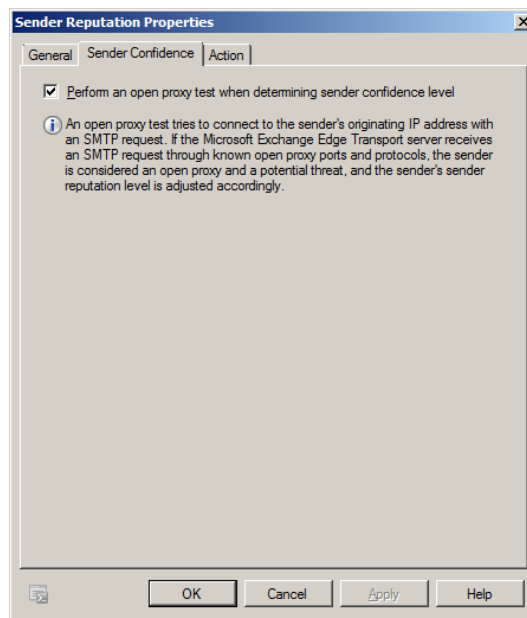 Sender Reputation Properties
General Sender Confidence Action
Perform an open proxy test when determining sender confidence level
An open proxy test tries to connect to the sender's originating IP address with
an SMTP request. If the Microsoft Exchange Edge Transport server receives
an SMTP request through known open proxy ports and protocols, the sender
is considered an open proxy and a potential threat, and the sender's sender
reputation level is adjusted accordingly.
OK Cancel Apply Help